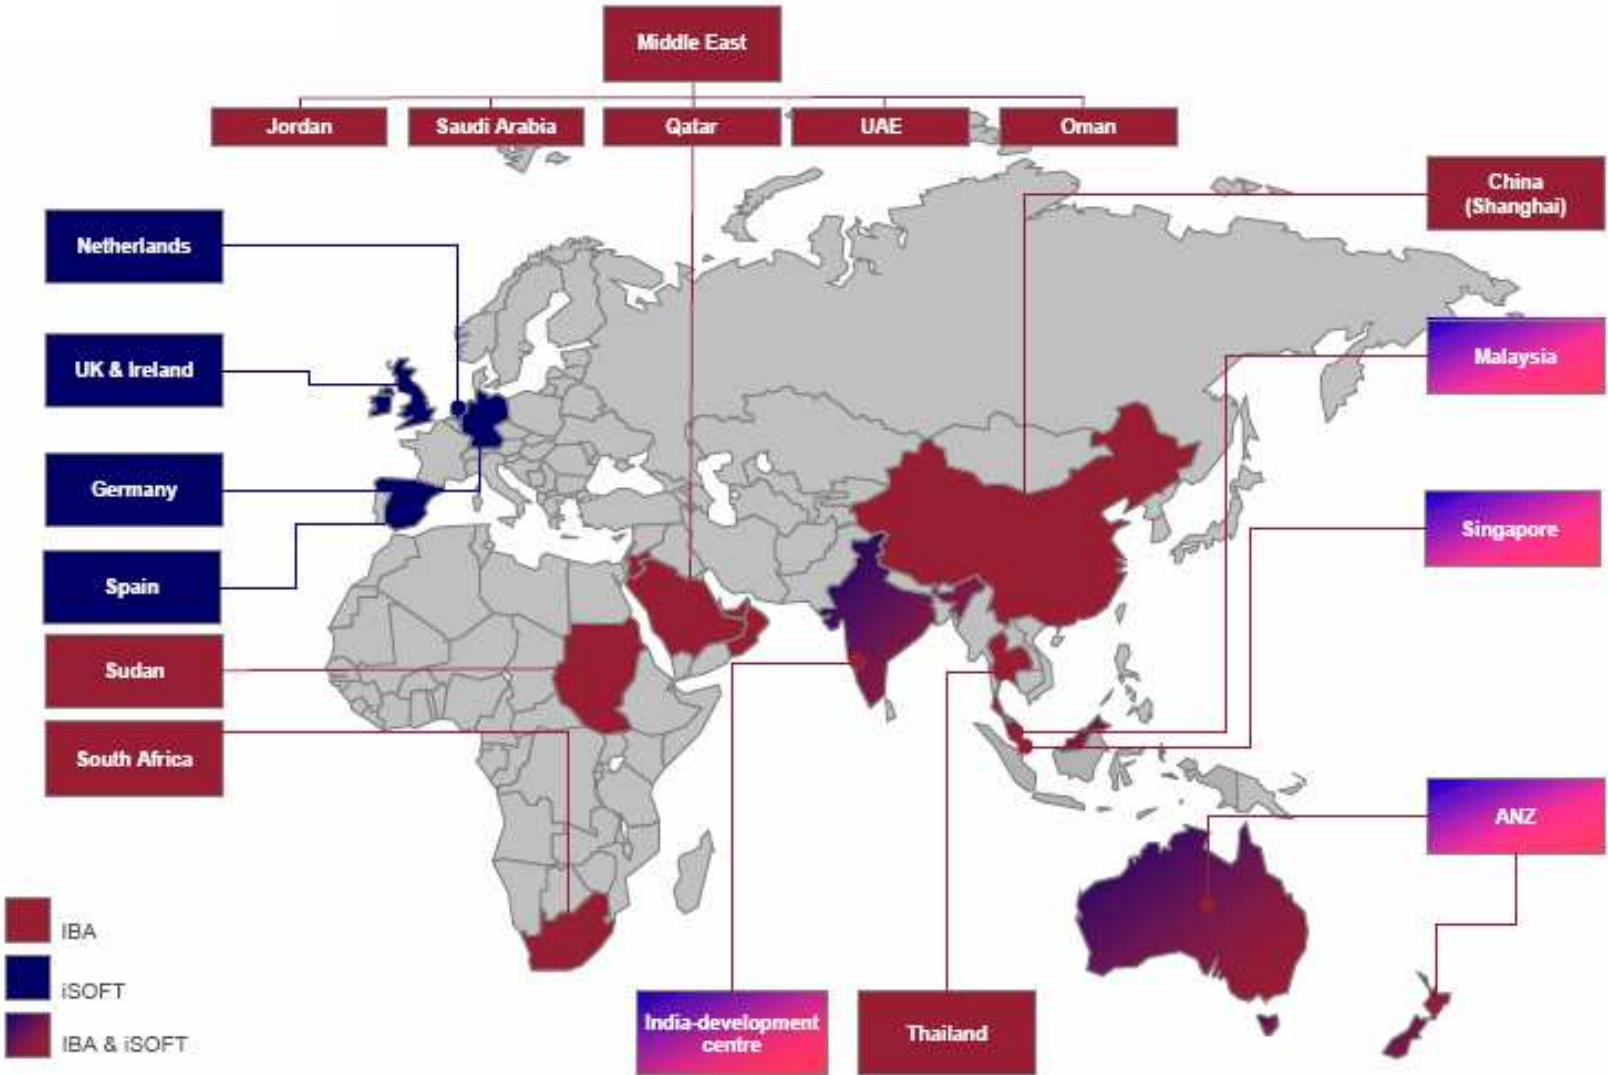 Middle East
Jordan
Saudi Arabia
Qatar
UAE
Oman
China
(Shanghai)
Netherlands
UK & Ireland
Malaysia
Germany
Singapore
Spain
Sudan
South Africa
ANZ
IBA
iSOFT
IBA & iSOFT
India-development
centre
Thailand